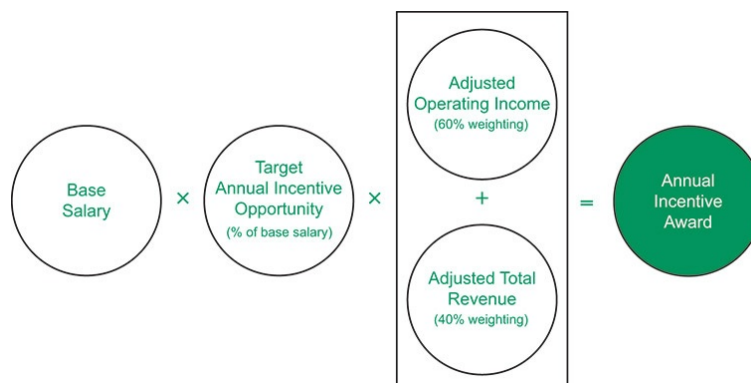 Base
Salary
×
Target
Annual Incentive
Opportunity
(% of base salary)
×
Adjusted
Operating Income
(60% weighting)
+
Adjusted Total
Revenue
(40% weighting)
=
Annual
Incentive
Award